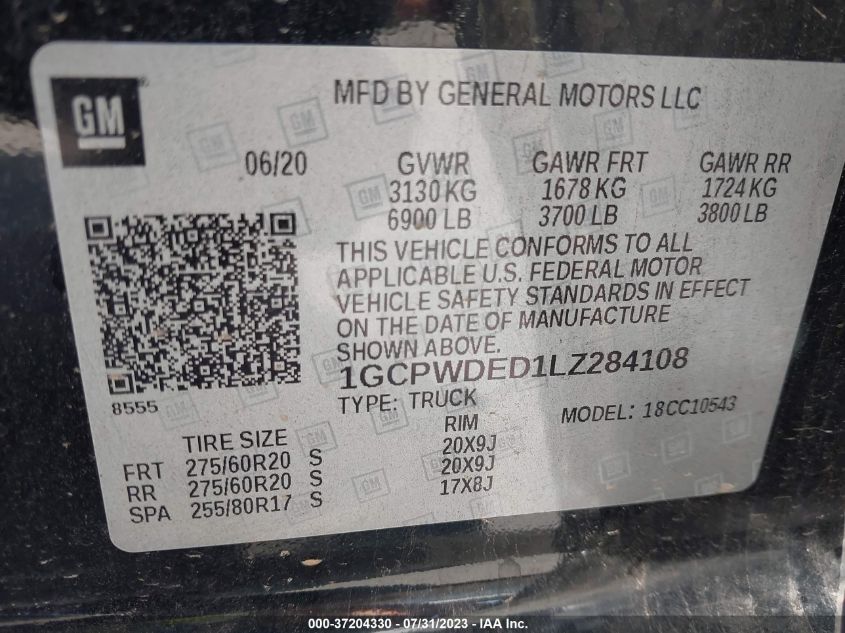 GM
MFD BY GENERAL MOTORS LLC
06/20 GVWR GAWR FRT GAWR RR
3130 KG 1678 KG 1724 KG
6900 LB 3700 LB 3800 LB
THIS VEHICLE CONFORMS TO ALL
APPLICABLE U.S. FEDERAL MOTOR
VEHICLE SAFETY STANDARDS IN EFFECT
ON THE DATE OF MANUFACTURE
SHOWN ABOVE.
1GCPWDED1LZ284108
8555
TYPE: TRUCK MODEL: 18CC10543
TIRE SIZE RIM
FRT 275/60R20 S 20X9J
RR 275/60R20 S 20X9J
SPA 255/80R17 S 17X8J
000-37204330 - 07/31/2023 - © IAA Inc.